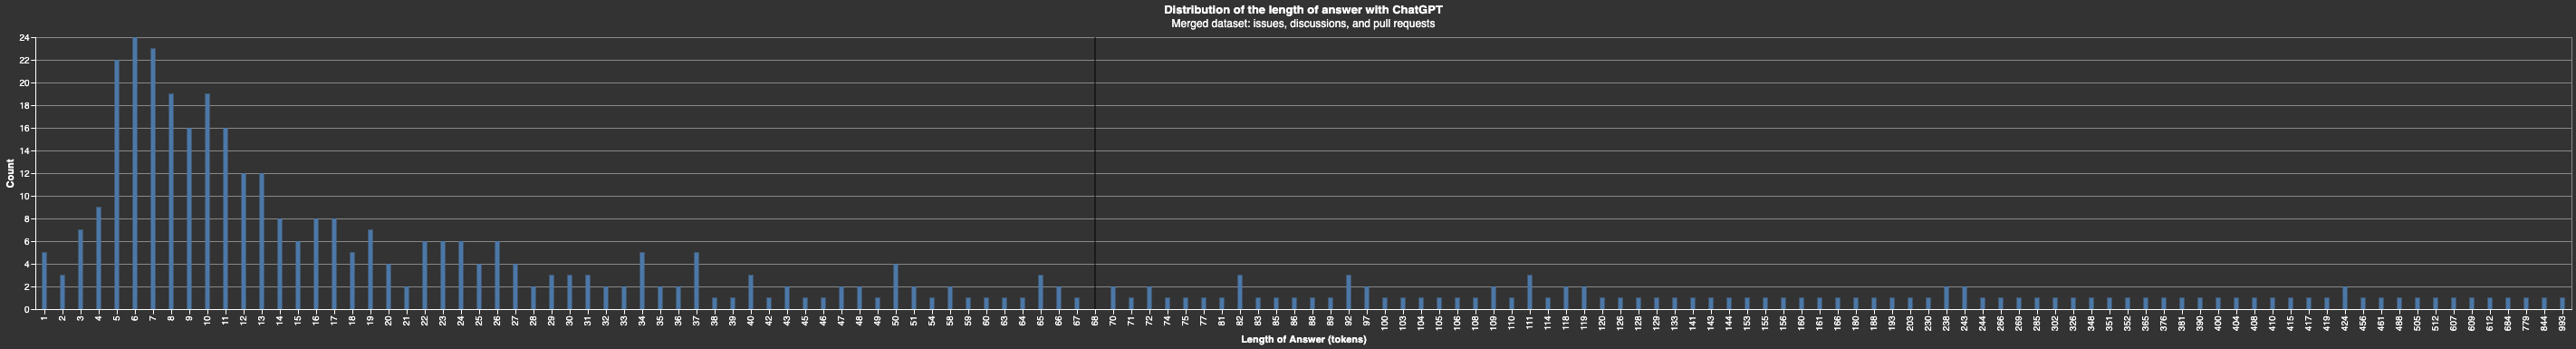 Distribution of the length of answer with ChatGPT
Merged dataset: issues, discussions, and pull requests
24
22
20
18
16
14
12
10
8
6
4
2
0
Count
1 2 3 4 5 6 7 8 9 10 11 12 13 14 15 16 17 18 19 20 21 22 23 24 25 26 27 28 29 30 31 32 33 34 35 36 37 38 39 40 42 43 45 46 47 48 49 50 51 54 58 59 60 63 64 65 66 67 68 70 71 72 74 75 77 81 82 83 85 86 88 89 92 97 100 103 104 105 106 108 109 110 111 114 118 119 120 126 128 129 133 141 143 144 153 155 156 160 161 166 180 188 193 203 230 238 243 244 266 269 285 302 326 348 351 352 365 376 381 390 400 404 408 410 415 417 419 424 456 461 488 505 512 607 609 612 684 779 844 993
Length of Answer (tokens)